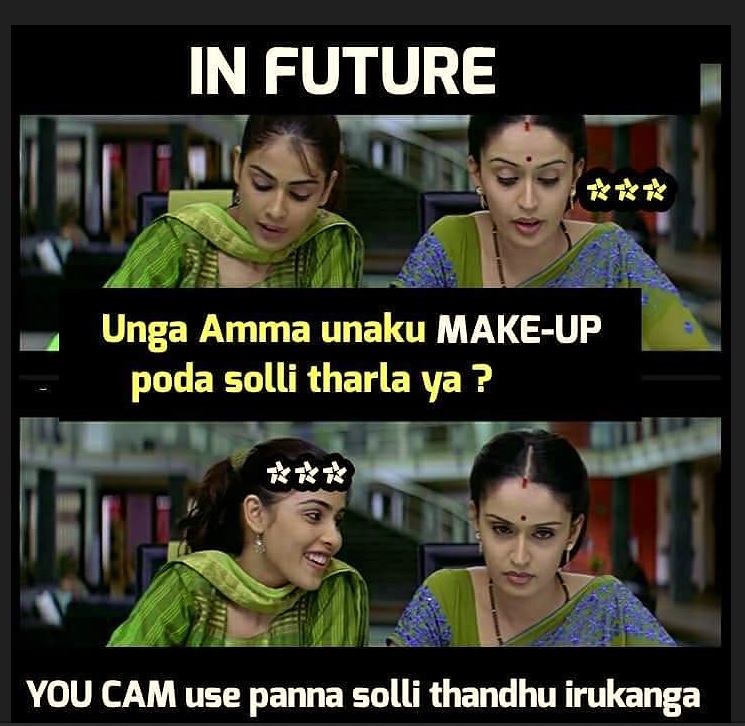 IN FUTURE
Unga Amma unaku MAKE-UP
poda solli tharla ya ?
YOU CAM use panna solli thandhu irukanga